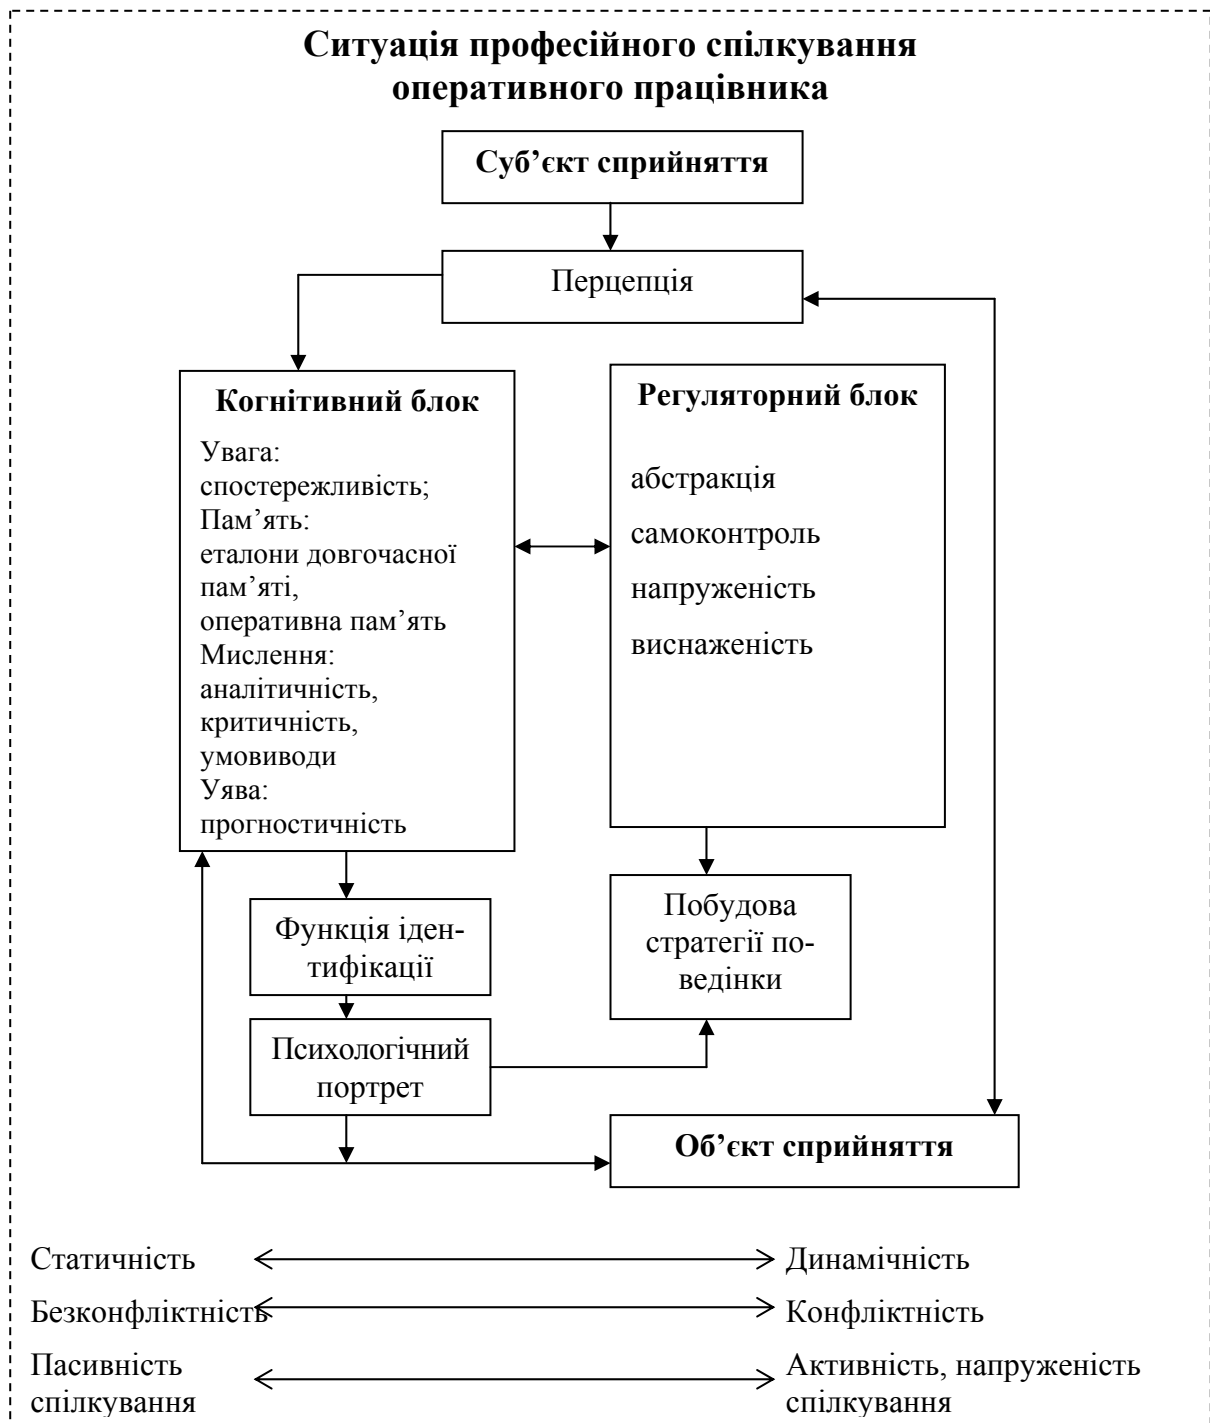 Ситуація професійного спілкування
оперативного працівника
Суб’єкт сприйняття
Перцепція
Когнітивний блок
Увага:
спостережливість;
Пам’ять:
еталони довгочасної
пам’яті,
оперативна пам’ять
Мислення:
аналітичність,
критичність,
умовиводи
Уява:
прогностичність
Регуляторний блок
абстракція
самоконтроль
напруженість
виснаженість
Функція іден-
тифікації
Побудова
стратегії по-
ведінки
Психологічний
портрет
Об’єкт сприйняття
Статичність
Динамічність
Безконфліктність
Конфліктність
Пасивність
спілкування
Активність, напруженість
спілкування